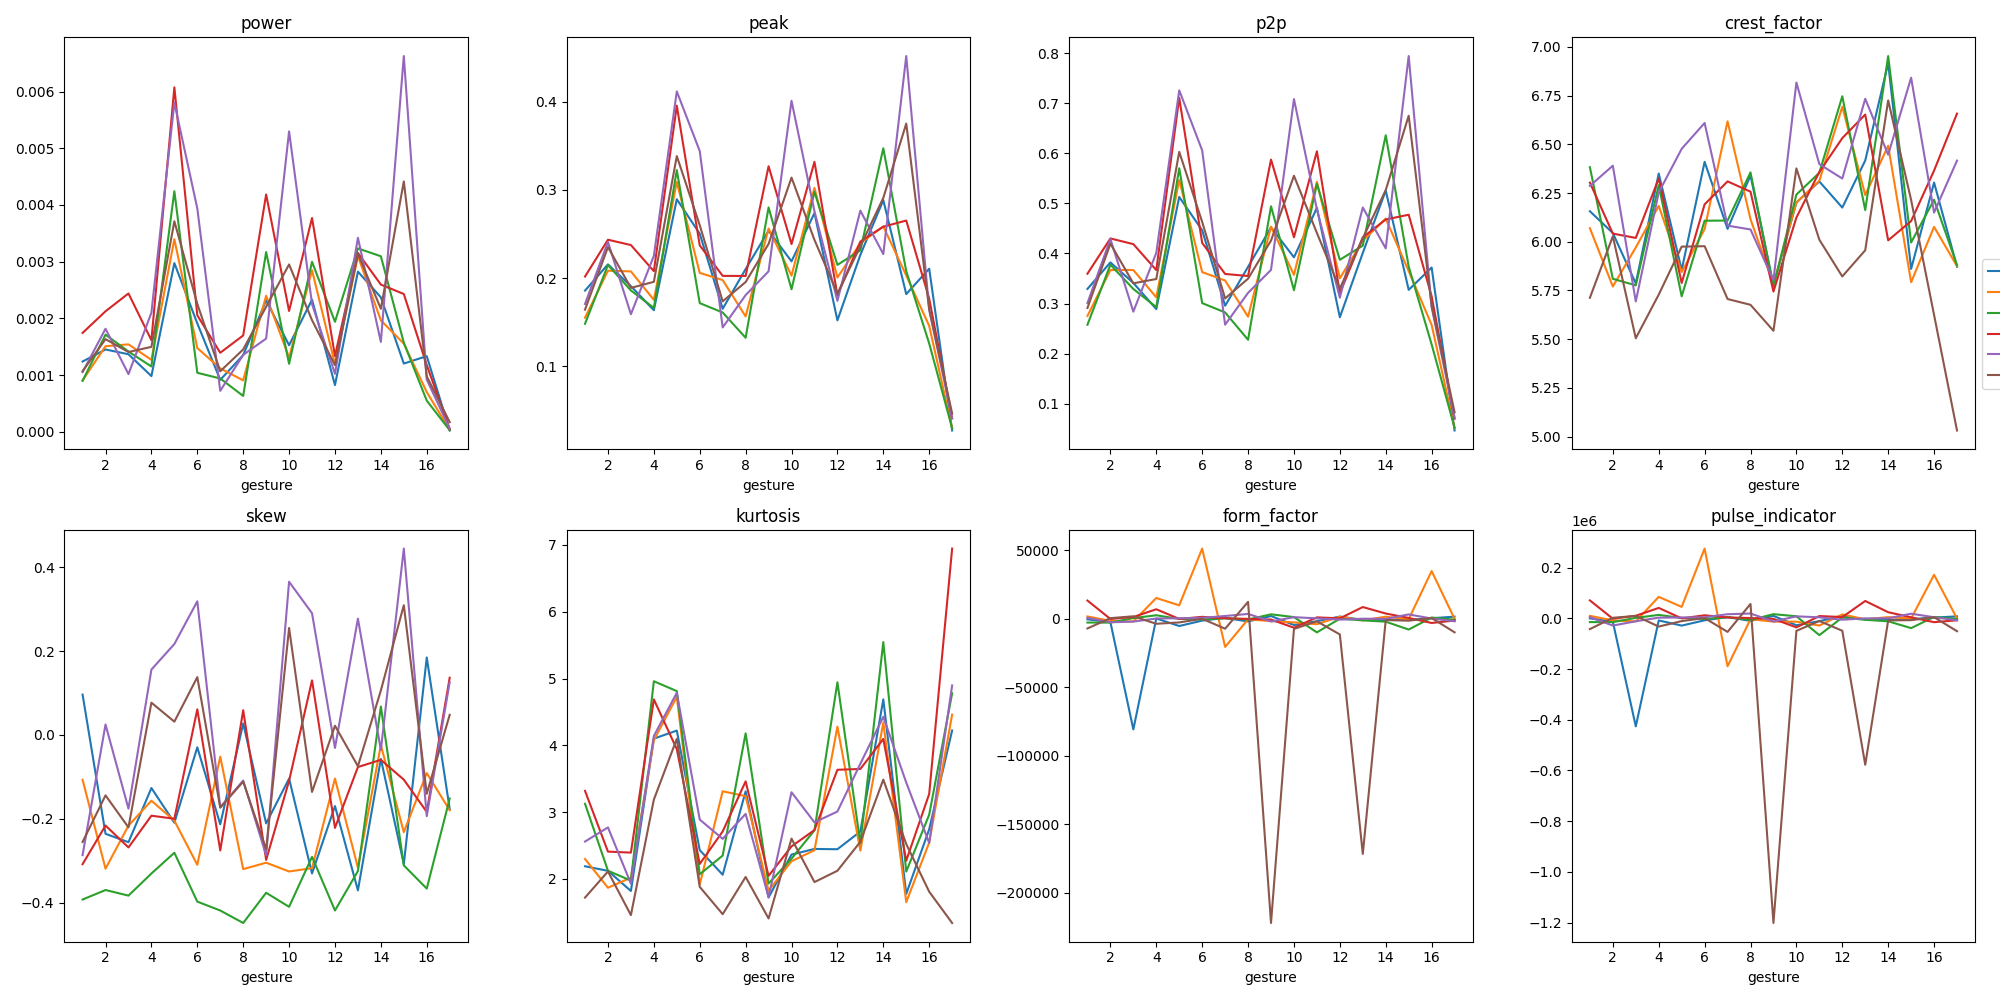 power
0.006
0.005
0.004
0.003
0.002
0.001
0.000
2 4 6 8 10 12 14 16
gesture
peak
0.4
0.3
0.2
0.1
2 4 6 8 10 12 14 16
gesture
p2p
0.8
0.7
0.6
0.5
0.4
0.3
0.2
0.1
2 4 6 8 10 12 14 16
gesture
crest_factor
7.00
6.75
6.50
6.25
6.00
5.75
5.50
5.25
5.00
2 4 6 8 10 12 14 16
gesture
skew
0.4
0.2
0.0
−0.2
−0.4
2 4 6 8 10 12 14 16
gesture
kurtosis
7
6
5
4
3
2
2 4 6 8 10 12 14 16
gesture
form_factor
50000
0
−50000
−100000
−150000
−200000
2 4 6 8 10 12 14 16
gesture
pulse_indicator
1e6
0.2
0.0
−0.2
−0.4
−0.6
−0.8
−1.0
−1.2
2 4 6 8 10 12 14 16
gesture